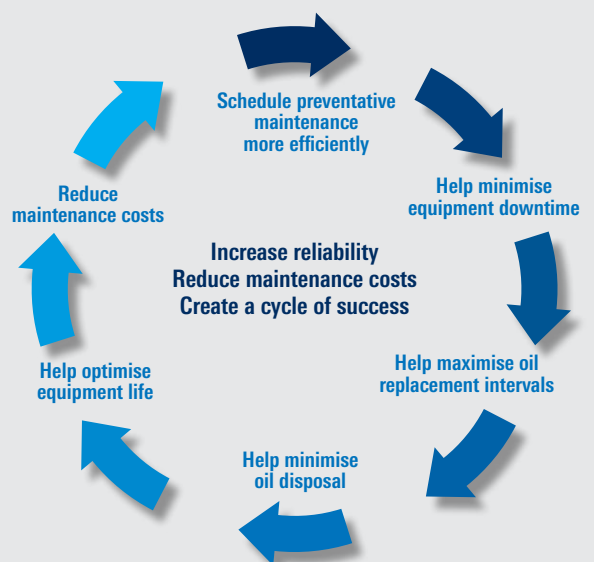 Schedule preventative
maintenance
more efficiently
Help minimise
equipment downtime
Help maximise oil
replacement intervals
Help minimise
oil disposal
Help optimise
equipment life
Reduce
maintenance costs
Increase reliability
Reduce maintenance costs
Create a cycle of success